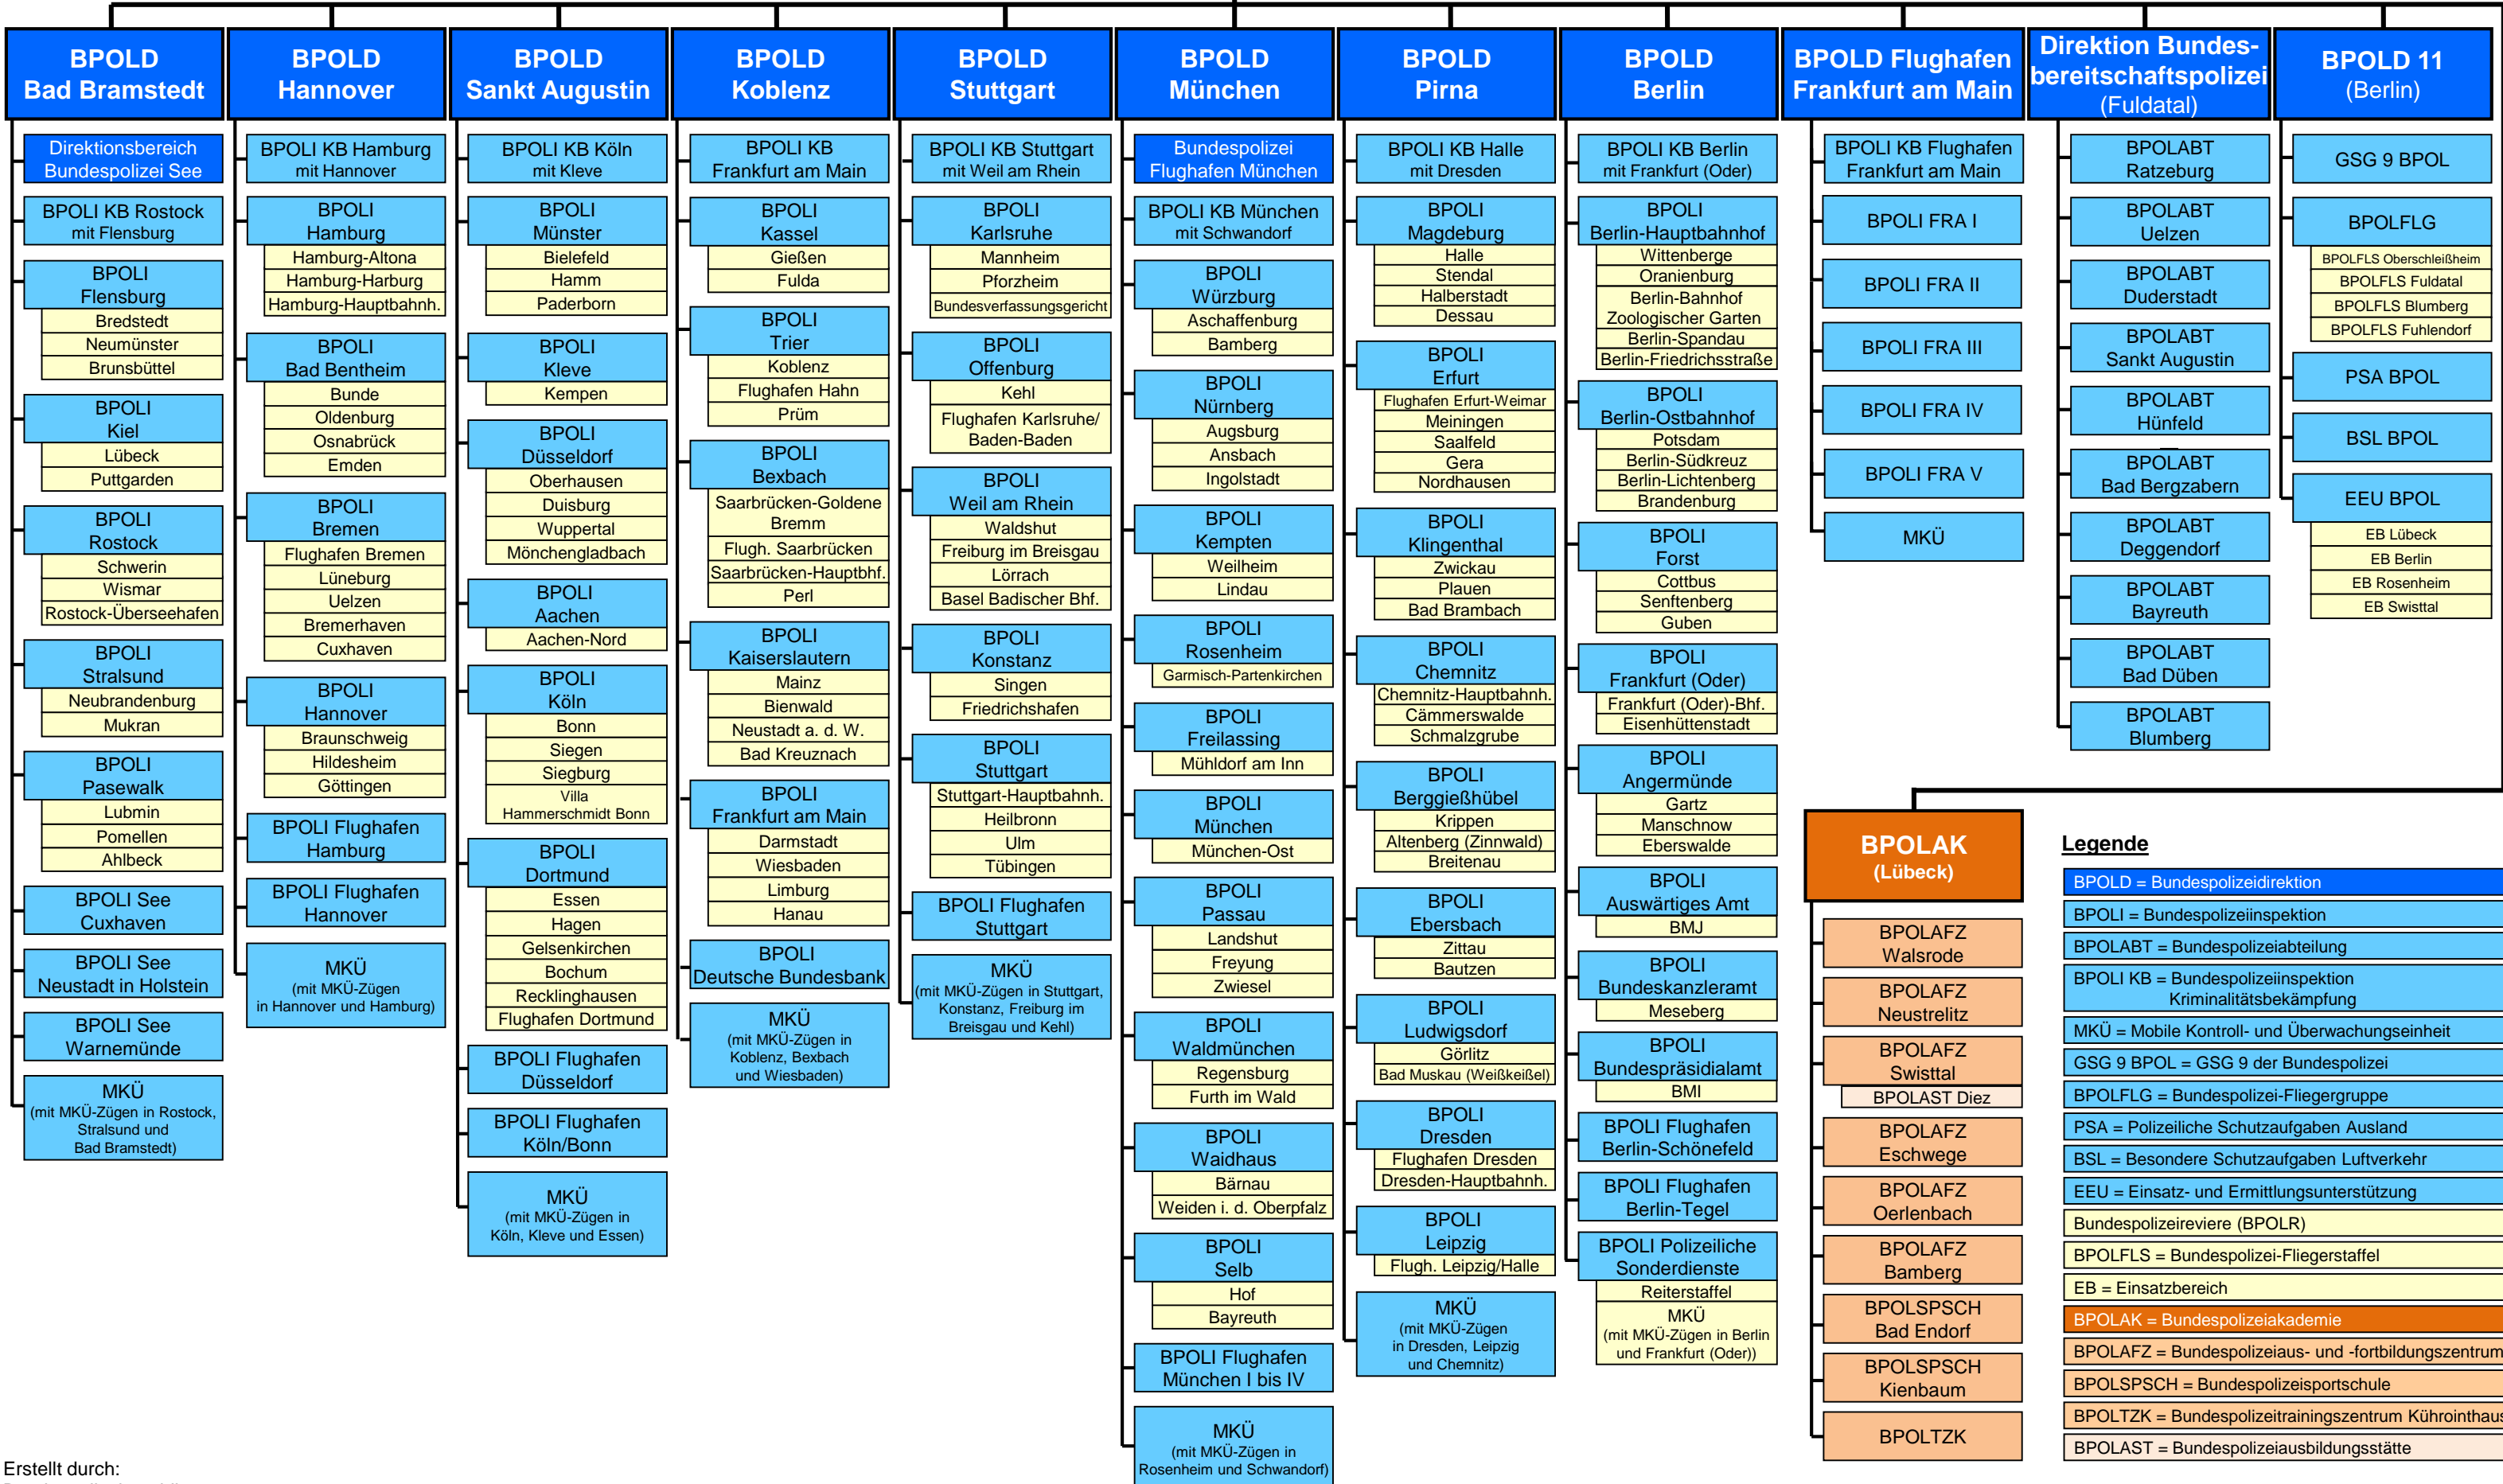 BPOLD
Bad Bramstedt
Direktionsbereich
Bundespolizei See
BPOLI KB Rostock
mit Flensburg
BPOLI
Flensburg
Bredstedt
Neumünster
Brunsbüttel
BPOLI
Kiel
Lübeck
Puttgarden
BPOLI
Rostock
Schwerin
Wismar
Rostock-Überseehafen
BPOLI
Stralsund
Neubrandenburg
Mukran
BPOLI
Pasewalk
Lubmin
Pomellen
Ahlbeck
BPOLI See
Cuxhaven
BPOLI See
Neustadt in Holstein
BPOLI See
Warnemünde
MKÜ
(mit MKÜ-Zügen in Rostock,
Stralsund und
Bad Bramstedt)
BPOLD
Hannover
BPOLI KB Hamburg
mit Hannover
BPOLI
Hamburg
Hamburg-Altona
Hamburg-Harburg
Hamburg-Hauptbahnh.
BPOLI
Bad Bentheim
Bunde
Oldenburg
Osnabrück
Emden
BPOLI
Bremen
Flughafen Bremen
Lüneburg
Uelzen
Bremerhaven
Cuxhaven
BPOLI
Hannover
Braunschweig
Hildesheim
Göttingen
BPOLI Flughafen
Hamburg
BPOLI Flughafen
Hannover
MKÜ
(mit MKÜ-Zügen
in Hannover und Hamburg)
BPOLD
Sankt Augustin
BPOLI KB Köln
mit Kleve
BPOLI
Münster
Bielefeld
Hamm
Paderborn
BPOLI
Kleve
Kempen
BPOLI
Düsseldorf
Oberhausen
Duisburg
Wuppertal
Mönchengladbach
BPOLI
Aachen
Aachen-Nord
BPOLI
Köln
Bonn
Siegen
Siegburg
Villa
Hammerschmidt Bonn
BPOLI
Dortmund
Essen
Hagen
Gelsenkirchen
Bochum
Recklinghausen
Flughafen Dortmund
BPOLI Flughafen
Düsseldorf
BPOLI Flughafen
Köln/Bonn
MKÜ
(mit MKÜ-Zügen in
Köln, Kleve und Essen)
BPOLD
Koblenz
BPOLI KB
Frankfurt am Main
BPOLI
Kassel
Gießen
Fulda
BPOLI
Trier
Koblenz
Flughafen Hahn
Prüm
BPOLI
Bexbach
Saarbrücken-Goldene
Bremm
Flugh. Saarbrücken
Saarbrücken-Hauptbhf.
Perl
BPOLI
Kaiserslautern
Mainz
Bienwald
Neustadt a. d. W.
Bad Kreuznach
BPOLI
Frankfurt am Main
Darmstadt
Wiesbaden
Limburg
Hanau
BPOLI
Deutsche Bundesbank
MKÜ
(mit MKÜ-Zügen in
Koblenz, Bexbach
und Wiesbaden)
BPOLD
Stuttgart
BPOLI KB Stuttgart
mit Weil am Rhein
BPOLI
Karlsruhe
Mannheim
Pforzheim
Bundesverfassungsgericht
BPOLI
Offenburg
Kehl
Flughafen Karlsruhe/
Baden-Baden
BPOLI
Weil am Rhein
Waldshut
Freiburg im Breisgau
Lörrach
Basel Badischer Bhf.
BPOLI
Konstanz
Singen
Friedrichshafen
BPOLI
Stuttgart
Stuttgart-Hauptbahnh.
Heilbronn
Ulm
Tübingen
BPOLI Flughafen
Stuttgart
MKÜ
(mit MKÜ-Zügen in Stuttgart,
Konstanz, Freiburg im
Breisgau und Kehl)
BPOLD
München
Bundespolizei
Flughafen München
BPOLI KB München
mit Schwandorf
BPOLI
Würzburg
Aschaffenburg
Bamberg
BPOLI
Nürnberg
Augsburg
Ansbach
Ingolstadt
BPOLI
Kempten
Weilheim
Lindau
BPOLI
Rosenheim
Garmisch-Partenkirchen
BPOLI
Freilassing
Mühldorf am Inn
BPOLI
München
München-Ost
BPOLI
Passau
Landshut
Freyung
Zwiesel
BPOLI
Waldmünchen
Regensburg
Furth im Wald
BPOLI
Waidhaus
Bärnau
Weiden i. d. Oberpfalz
BPOLI
Selb
Hof
Bayreuth
BPOLI Flughafen
München I bis IV
MKÜ
(mit MKÜ-Zügen in
Rosenheim und Schwandorf)
BPOLD
Pirna
BPOLI KB Halle
mit Dresden
BPOLI
Magdeburg
Halle
Stendal
Halberstadt
Dessau
BPOLI
Erfurt
Flughafen Erfurt-Weimar
Meiningen
Saalfeld
Gera
Nordhausen
BPOLI
Klingenthal
Zwickau
Plauen
Bad Brambach
BPOLI
Chemnitz
Chemnitz-Hauptbahnh.
Cämmerswalde
Schmalzgrube
BPOLI
Berggießhübel
Krippen
Altenberg (Zinnwald)
Breitenau
BPOLI
Ebersbach
Zittau
Bautzen
BPOLI
Ludwigsdorf
Görlitz
Bad Muskau (Weißkeißel)
BPOLI
Dresden
Flughafen Dresden
Dresden-Hauptbahnh.
BPOLI
Leipzig
Flugh. Leipzig/Halle
MKÜ
(mit MKÜ-Zügen
in Dresden, Leipzig
und Chemnitz)
BPOLD
Berlin
BPOLI KB Berlin
mit Frankfurt (Oder)
BPOLI
Berlin-Hauptbahnhof
Wittenberge
Oranienburg
Berlin-Bahnhof
Zoologischer Garten
Berlin-Spandau
Berlin-Friedrichsstraße
BPOLI
Berlin-Ostbahnhof
Potsdam
Berlin-Südkreuz
Berlin-Lichtenberg
Brandenburg
BPOLI
Forst
Cottbus
Senftenberg
Guben
BPOLI
Frankfurt (Oder)
Frankfurt (Oder)-Bhf.
Eisenhüttenstadt
BPOLI
Angermünde
Gartz
Manschnow
Eberswalde
BPOLI
Auswärtiges Amt
BMJ
BPOLI
Bundeskanzleramt
Meseberg
BPOLI
Bundespräsidialamt
BMI
BPOLI Flughafen
Berlin-Schönefeld
BPOLI Flughafen
Berlin-Tegel
BPOLI Polizeiliche
Sonderdienste
Reiterstaffel
MKÜ
(mit MKÜ-Zügen in Berlin
und Frankfurt (Oder))
BPOLD Flughafen
Frankfurt am Main
BPOLI KB Flughafen
Frankfurt am Main
BPOLI FRA I
BPOLI FRA II
BPOLI FRA III
BPOLI FRA IV
BPOLI FRA V
MKÜ
Direktion Bundes-
bereitschaftspolizei
(Fuldatal)
BPOLABT
Ratzeburg
BPOLABT
Uelzen
BPOLABT
Duderstadt
BPOLABT
Sankt Augustin
BPOLABT
Hünfeld
BPOLABT
Bad Bergzabern
BPOLABT
Deggendorf
BPOLABT
Bayreuth
BPOLABT
Bad Düben
BPOLABT
Blumberg
BPOLD 11
(Berlin)
GSG 9 BPOL
BPOLFLG
BPOLFLS Oberschleißheim
BPOLFLS Fuldatal
BPOLFLS Blumberg
BPOLFLS Fuhlendorf
PSA BPOL
BSL BPOL
EEU BPOL
EB Lübeck
EB Berlin
EB Rosenheim
EB Swisttal
BPOLAK
(Lübeck)
BPOLAFZ
Walsrode
BPOLAFZ
Neustrelitz
BPOLAFZ
Swisttal
BPOLAST Diez
BPOLAFZ
Eschwege
BPOLAFZ
Oerlenbach
BPOLAFZ
Bamberg
BPOLSPSCH
Bad Endorf
BPOLSPSCH
Kienbaum
BPOLTZK
Legende
BPOLD = Bundespolizeidirektion
BPOLI = Bundespolizeiinspektion
BPOLABT = Bundespolizeiabteilung
BPOLI KB = Bundespolizeiinspektion
Kriminalitätsbekämpfung
MKÜ = Mobile Kontroll- und Überwachungseinheit
GSG 9 BPOL = GSG 9 der Bundespolizei
BPOLFLG = Bundespolizei-Fliegergruppe
PSA = Polizeiliche Schutzaufgaben Ausland
BSL = Besondere Schutzaufgaben Luftverkehr
EEU = Einsatz- und Ermittlungsunterstützung
Bundespolizeireviere (BPOLR)
BPOLFLS = Bundespolizei-Fliegerstaffel
EB = Einsatzbereich
BPOLAK = Bundespolizeiakademie
BPOLAFZ = Bundespolizeiaus- und -fortbildungszentrum
BPOLSPSCH = Bundespolizeisportschule
BPOLTZK = Bundespolizeitrainingszentrum Kührointhaus
BPOLAST = Bundespolizeiausbildungsstätte
Erstellt durch: